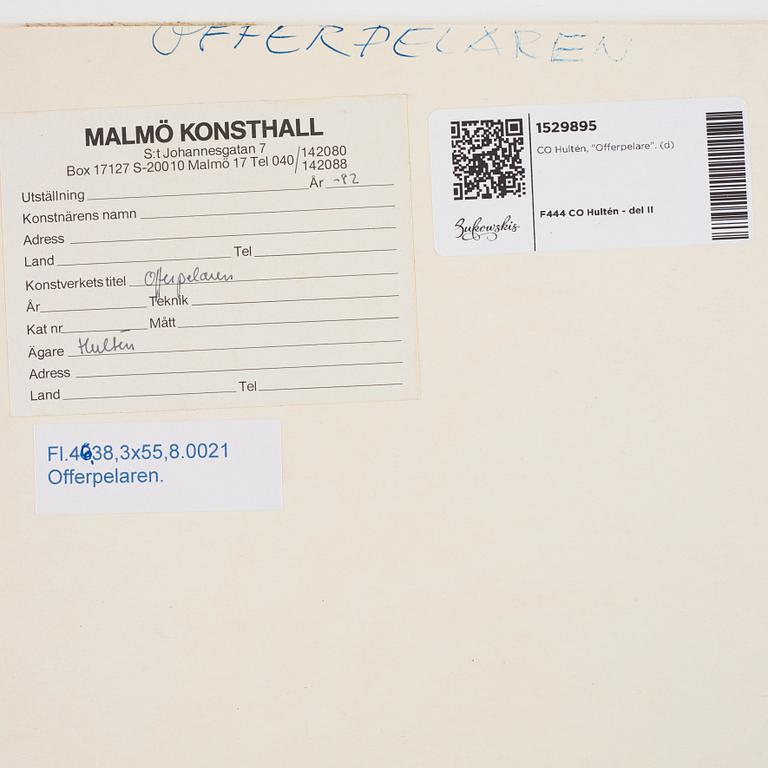 OFFERPELAREN
MALMÖ KONSTHALL
S:t Johannesgatan 7
Box 17127 S-20010 Malmö 17 Tel 040/142080
142088
År -82
Utställning
Konstnärens namn
Adress
Land Tel
Konstverkets titel Offerpelaren
År Teknik
Kat nr Mått
Ägare Hultén
Adress
Land Tel
1529895
CO Hultén, "Offerpelare". (d)
Bukowskis
F444 CO Hultén - del II
Fl.46,38,3x55,8.0021
Offerpelaren.